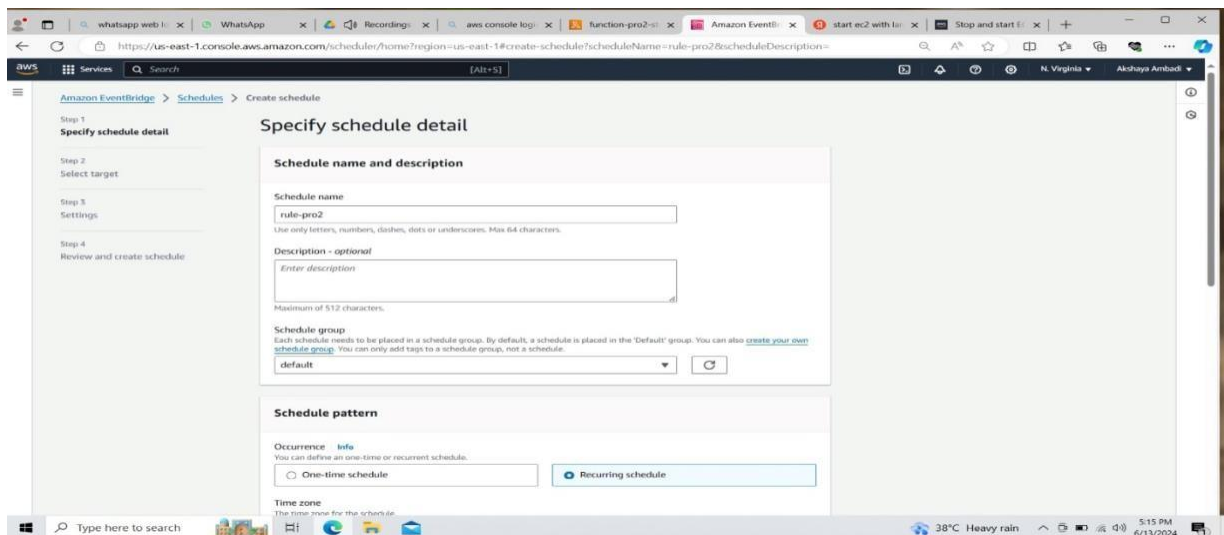 whatsapp web lo
WhatsApp
Recordings
aws console logi
function-pro2-st
Amazon EventBr
start ec2 with lam
Stop and start E
https://us-east-1.console.aws.amazon.com/scheduler/home?region=us-east-1#create-schedule?scheduleName=rule-pro2&scheduleDescription=
aws
Services
Search
[Alt+S]
N. Virginia
Akshaya Ambadi
Amazon EventBridge > Schedules > Create schedule
Step 1
Specify schedule detail
Step 2
Select target
Step 3
Settings
Step 4
Review and create schedule
Specify schedule detail
Schedule name and description
Schedule name
rule-pro2
Use only letters, numbers, dashes, dots or underscores. Max 64 characters.
Description - optional
Enter description
Maximum of 512 characters.
Schedule group
Each schedule needs to be placed in a schedule group. By default, a schedule is placed in the 'Default' group. You can also create your own
schedule group. You can only add tags to a schedule group, not a schedule.
default
Schedule pattern
Occurrence Info
You can define an one-time or recurrent schedule.
One-time schedule
Recurring schedule
Time zone
The time zone for the schedule.
Type here to search
38°C Heavy rain
5:15 PM
6/13/2024